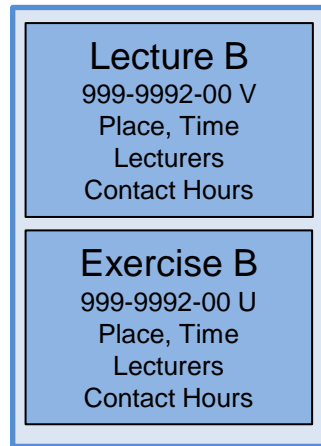 Lecture B
999-9992-00 V
Place, Time
Lecturers
Contact Hours
Exercise B
999-9992-00 U
Place, Time
Lecturers
Contact Hours